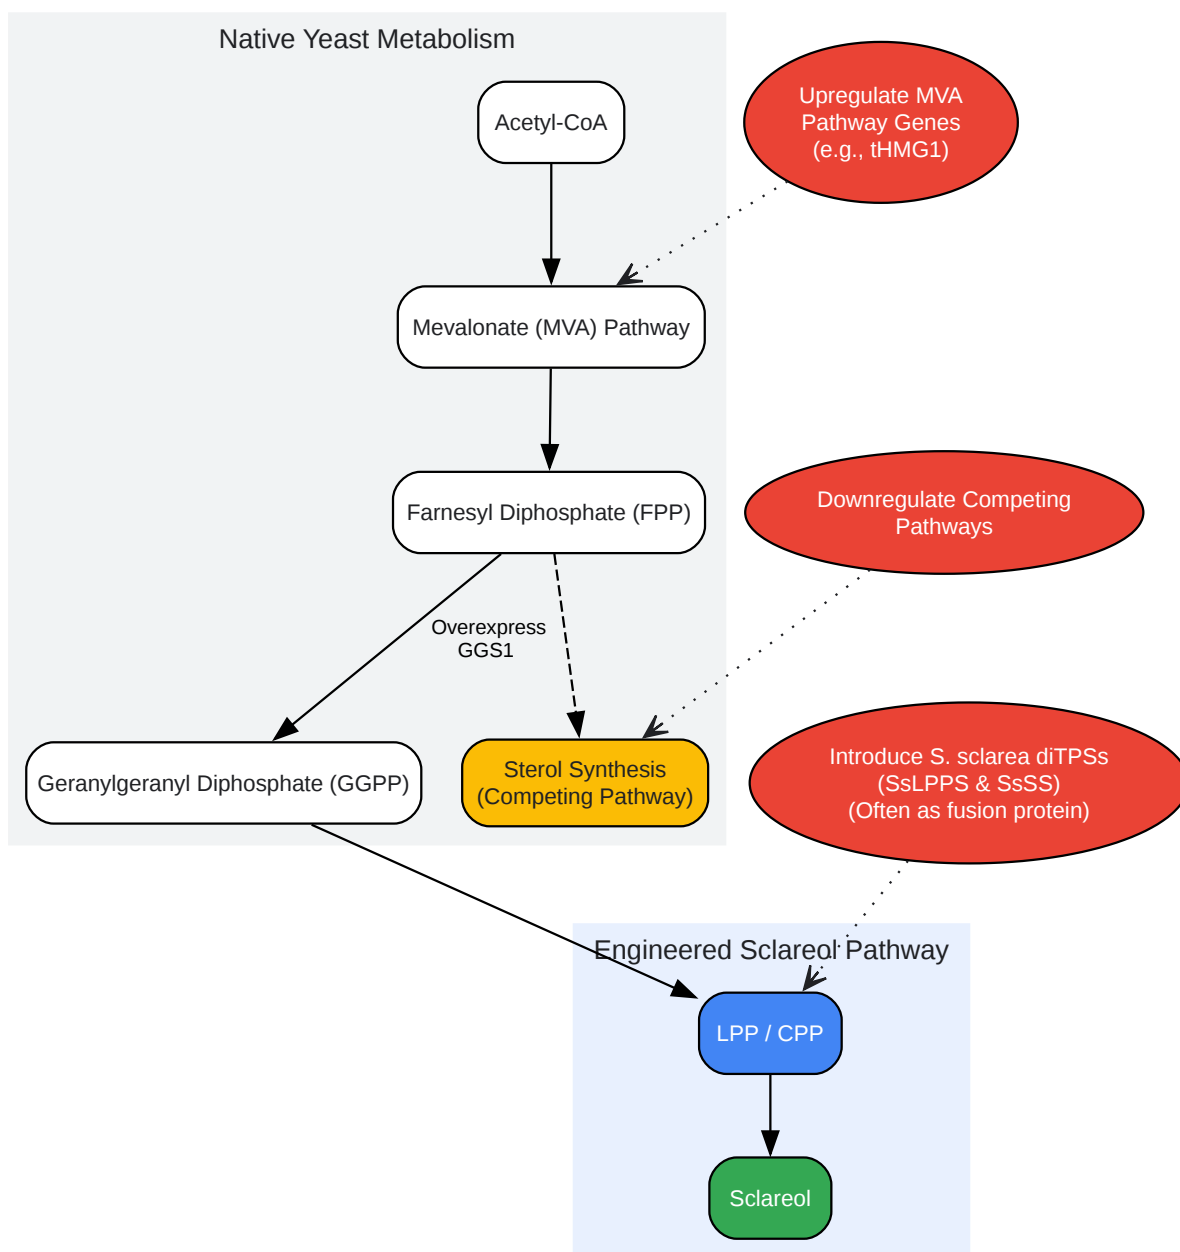 Native Yeast Metabolism
Acetyl-CoA
Upregulate MVA
Pathway Genes
(e.g., tHMG1)
Mevalonate (MVA) Pathway
Farnesyl Diphosphate (FPP)
Downregulate Competing
Pathways
Overexpress
GGS1
Geranylgeranyl Diphosphate (GGPP)
Sterol Synthesis
(Competing Pathway)
Introduce S. sclarea diTPSs
(SsLPPS & SsSS)
(Often as fusion protein)
Engineered Sclareol Pathway
LPP / CPP
Sclareol